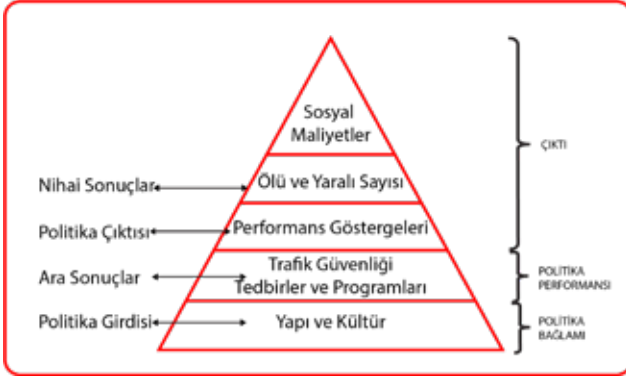 Sosyal
Maliyetler
ÇIKTI
Nihai Sonuçlar
Ölü ve Yaralı Sayısı
Politika Çıktısı
Performans Göstergeleri
Ara Sonuçlar
Trafik Güvenliği
Tedbirler ve Programları
POLİTİKA
PERFORMANSI
Politika Girdisi
Yapı ve Kültür
POLİTİKA
BAĞLAMI